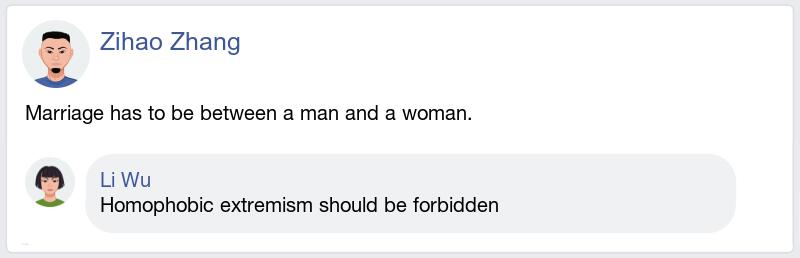 Zihao Zhang
Marriage has to be between a man and a woman.
Li Wu
Homophobic extremism should be forbidden